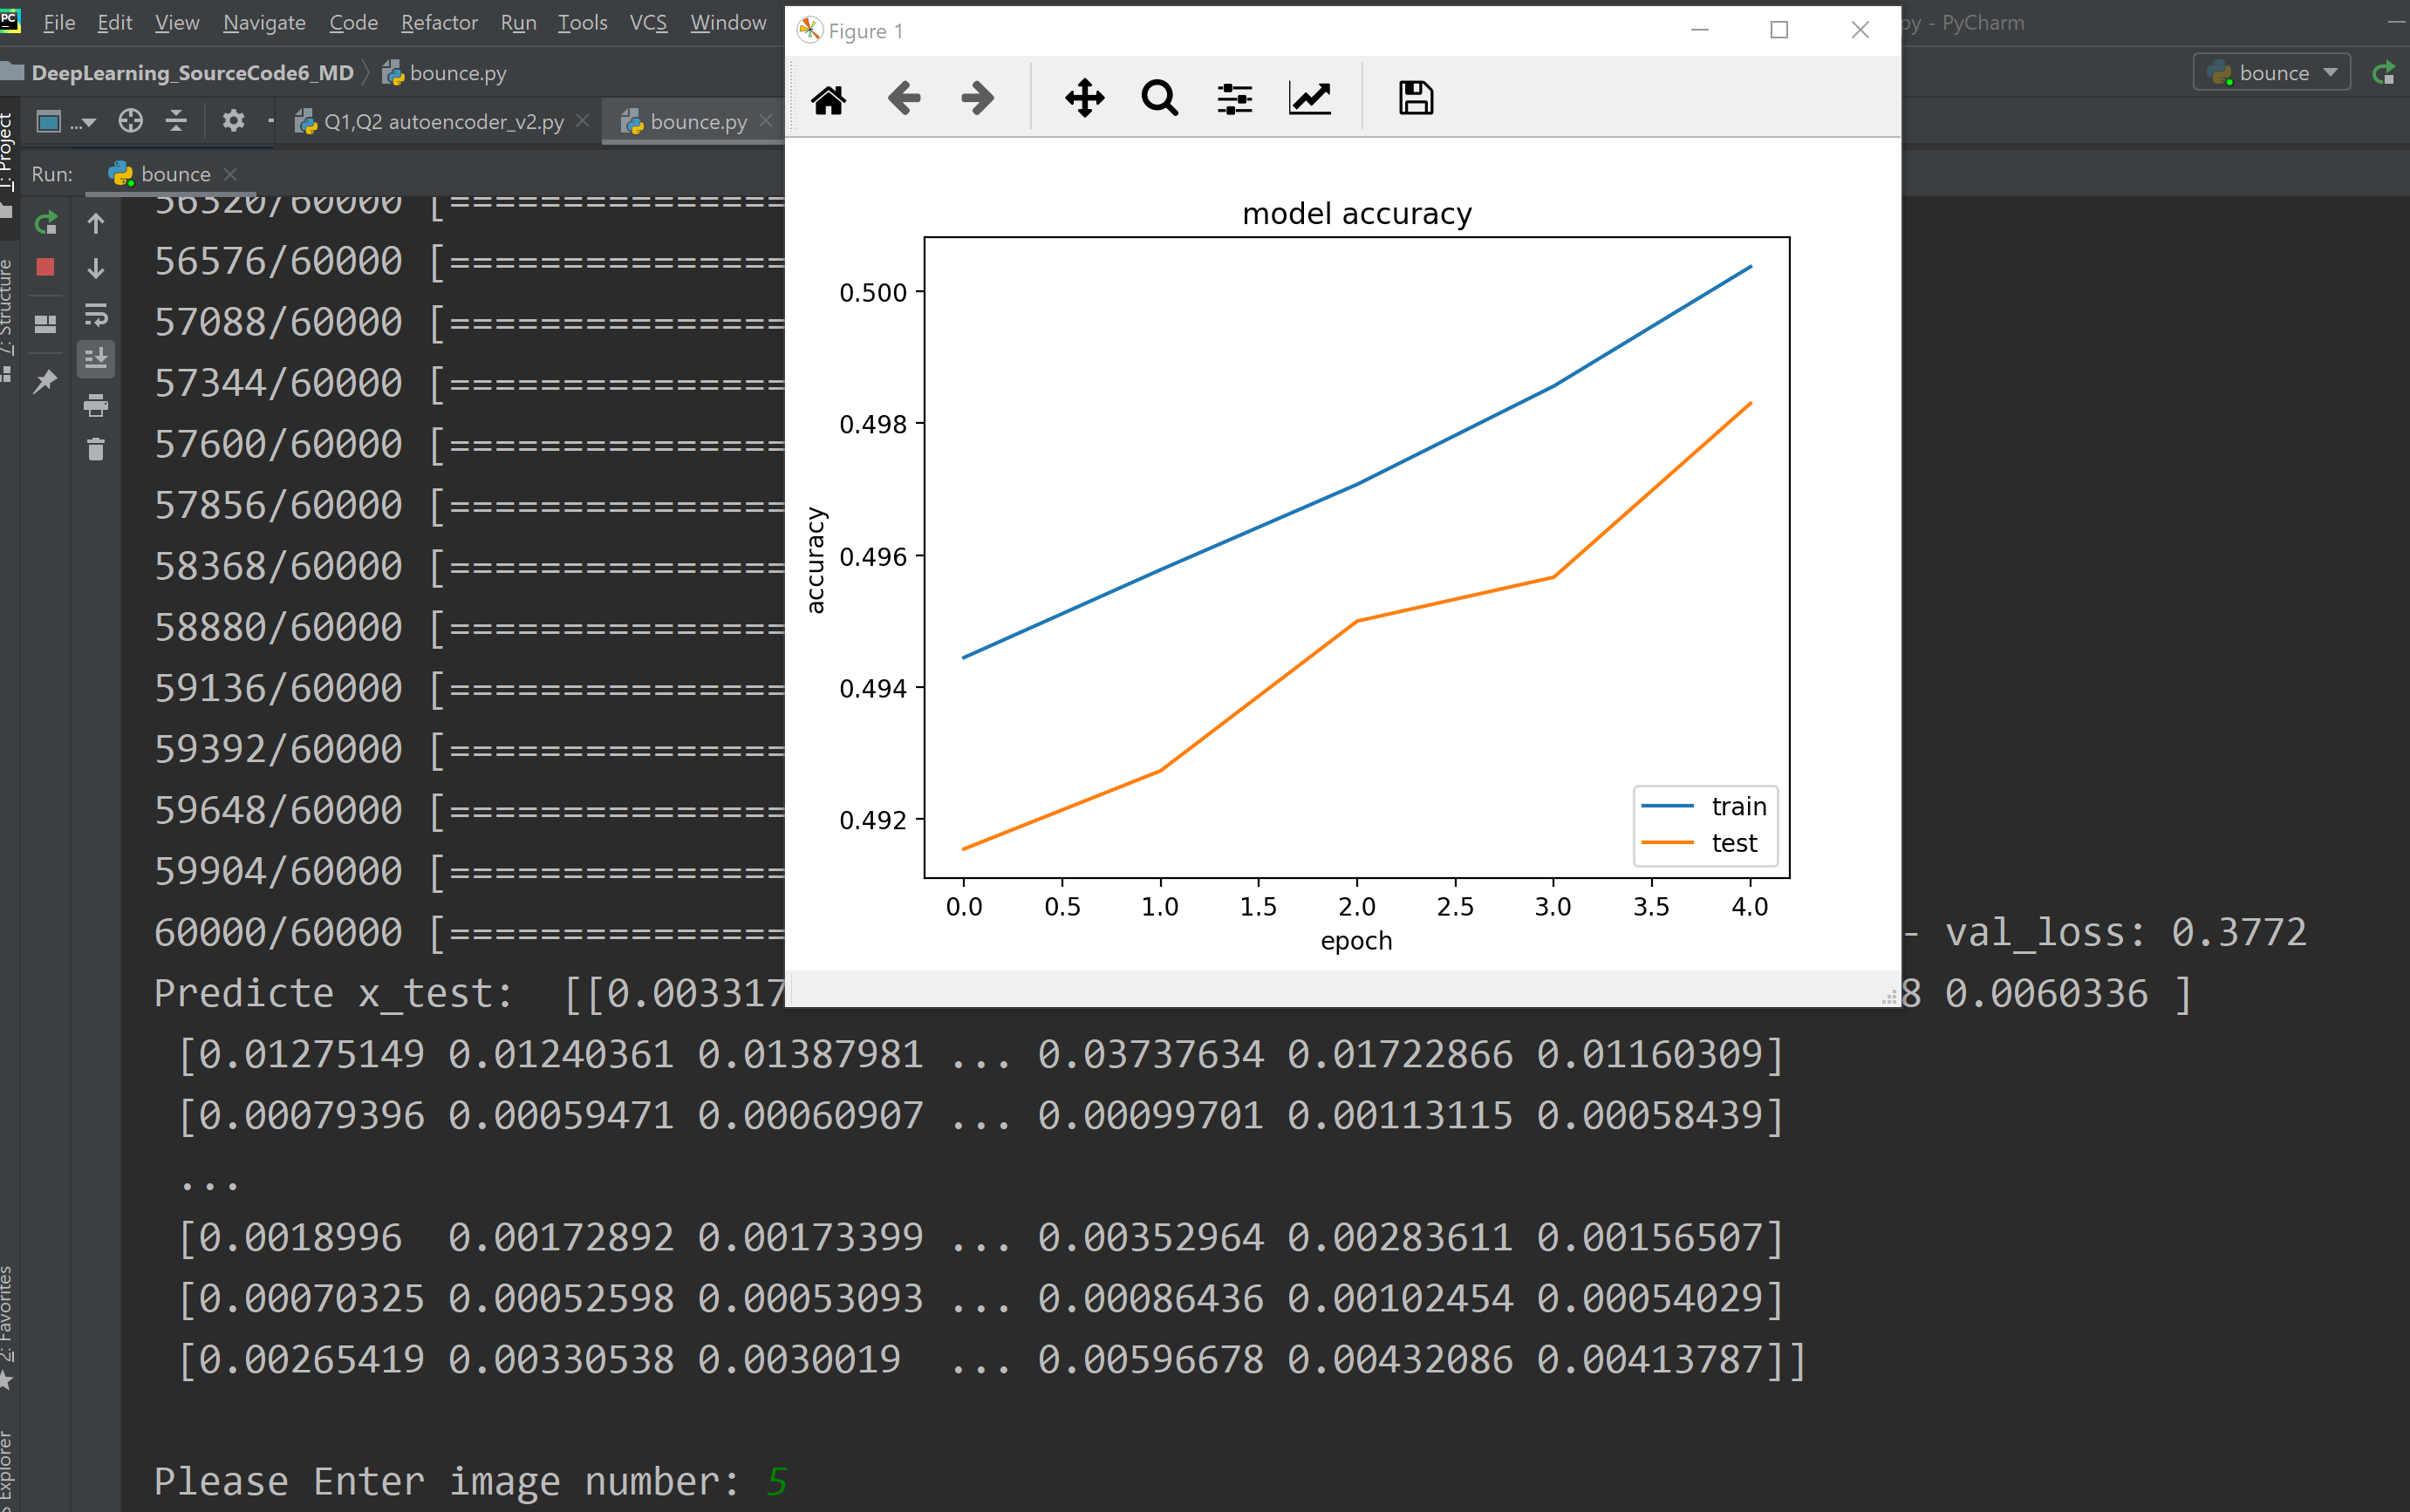 PC File Edit View Navigate Code Refactor Run Tools VCS Window
py - PyCharm
DeepLearning_SourceCode6_MD bounce.py
bounce
... Q1,Q2 autoencoder_v2.py bounce.py
1: Project
7: Structure
2: Favorites
Explorer
Run: bounce
56320/60000 [===============
56576/60000 [===============
57088/60000 [===============
57344/60000 [===============
57600/60000 [===============
57856/60000 [===============
58368/60000 [===============
58880/60000 [===============
59136/60000 [===============
59392/60000 [===============
59648/60000 [===============
59904/60000 [===============
60000/60000 [=============== - val_loss: 0.3772
Predicte x_test:  [[0.003317 8 0.0060336 ]
[0.01275149 0.01240361 0.01387981 ... 0.03737634 0.01722866 0.01160309]
[0.00079396 0.00059471 0.00060907 ... 0.00099701 0.00113115 0.00058439]
...
[0.0018996  0.00172892 0.00173399 ... 0.00352964 0.00283611 0.00156507]
[0.00070325 0.00052598 0.00053093 ... 0.00086436 0.00102454 0.00054029]
[0.00265419 0.00330538 0.0030019  ... 0.00596678 0.00432086 0.00413787]]
Please Enter image number: 5
Figure 1
model accuracy
accuracy
0.500
0.498
0.496
0.494
0.492
train
test
0.0 0.5 1.0 1.5 2.0 2.5 3.0 3.5 4.0
epoch